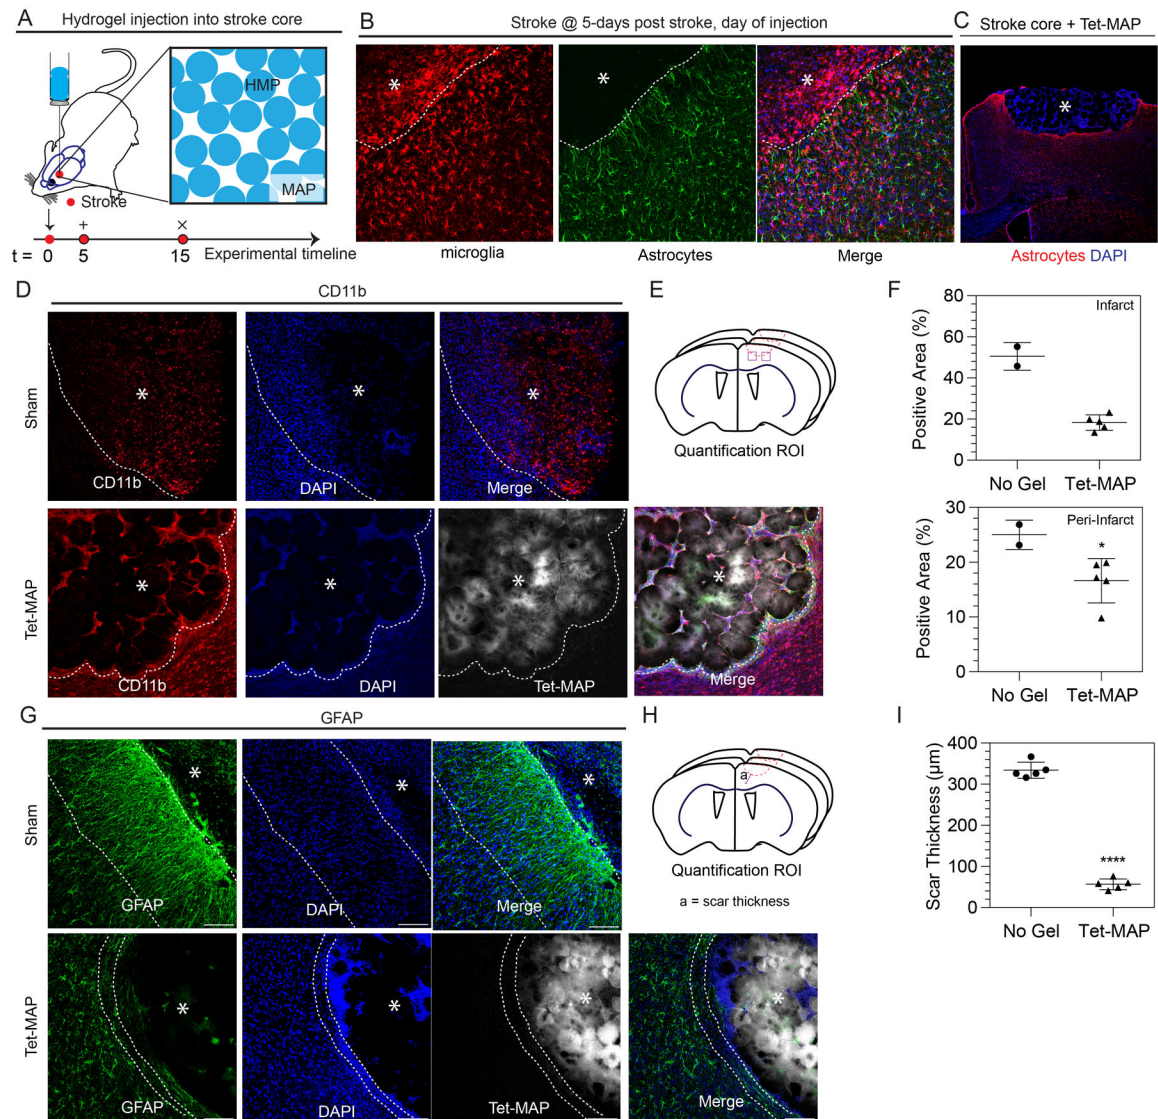 A
Hydrogel injection into stroke core
HMP
MAP
Stroke
+
×
t = 0 5 15 Experimental timeline
B
Stroke @ 5-days post stroke, day of injection
*
*
*
microglia
Astrocytes
Merge
C
Stroke core + Tet-MAP
*
Astrocytes DAPI
D
CD11b
Sham
*
*
*
CD11b
DAPI
Merge
Tet-MAP
*
*
*
*
CD11b
DAPI
Tet-MAP
Merge
E
Quantification ROI
F
Positive Area (%)
80
60
40
20
0
Infarct
No Gel
Tet-MAP
Positive Area (%)
30
20
10
0
Peri-Infarct
*
No Gel
Tet-MAP
G
GFAP
Sham
*
*
*
GFAP
DAPI
Merge
Tet-MAP
*
*
*
*
GFAP
DAPI
Tet-MAP
Merge
H
a
Quantification ROI
a = scar thickness
I
Scar Thickness (µm)
400
300
200
100
0
****
No Gel
Tet-MAP